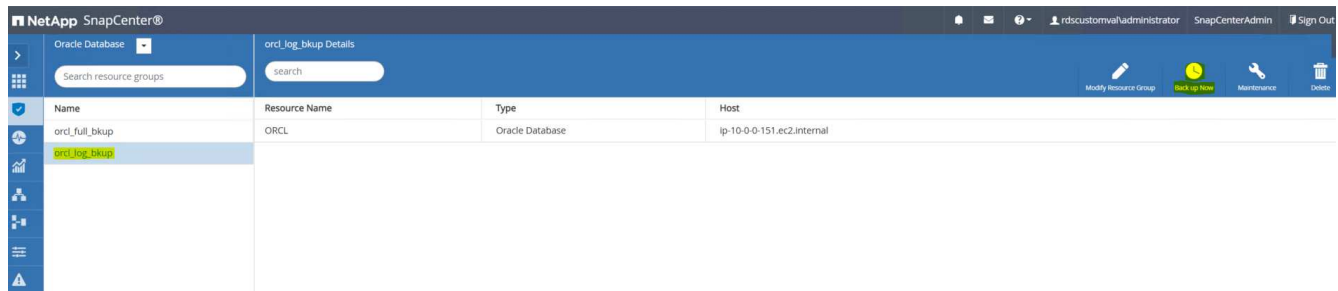 NetApp SnapCenter®
rdscustomval\administrator SnapCenterAdmin Sign Out
Oracle Database
orcl_log_bkup Details
Search resource groups
search
Modify Resource Group Back up Now Maintenance Delete
Name
Resource Name Type Host
orcl_full_bkup
ORCL Oracle Database ip-10-0-0-151.ec2.internal
orcl_log_bkup